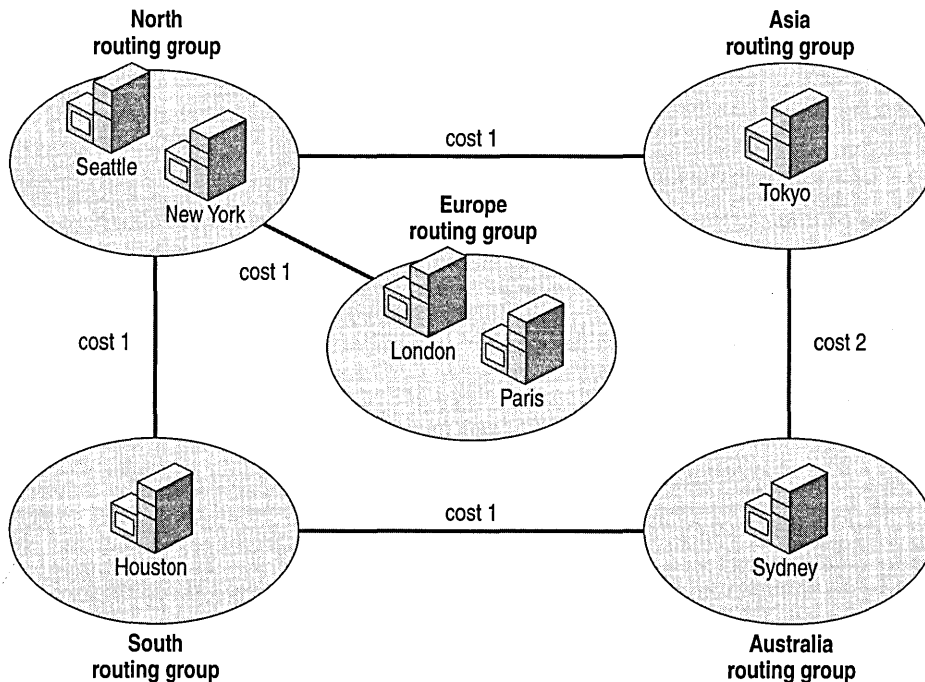 North
routing group
Asia
routing group
Seattle
New York
cost 1
Tokyo
Europe
routing group
cost 1
cost 1
London
Paris
cost 2
Houston
cost 1
Sydney
South
routing group
Australia
routing group